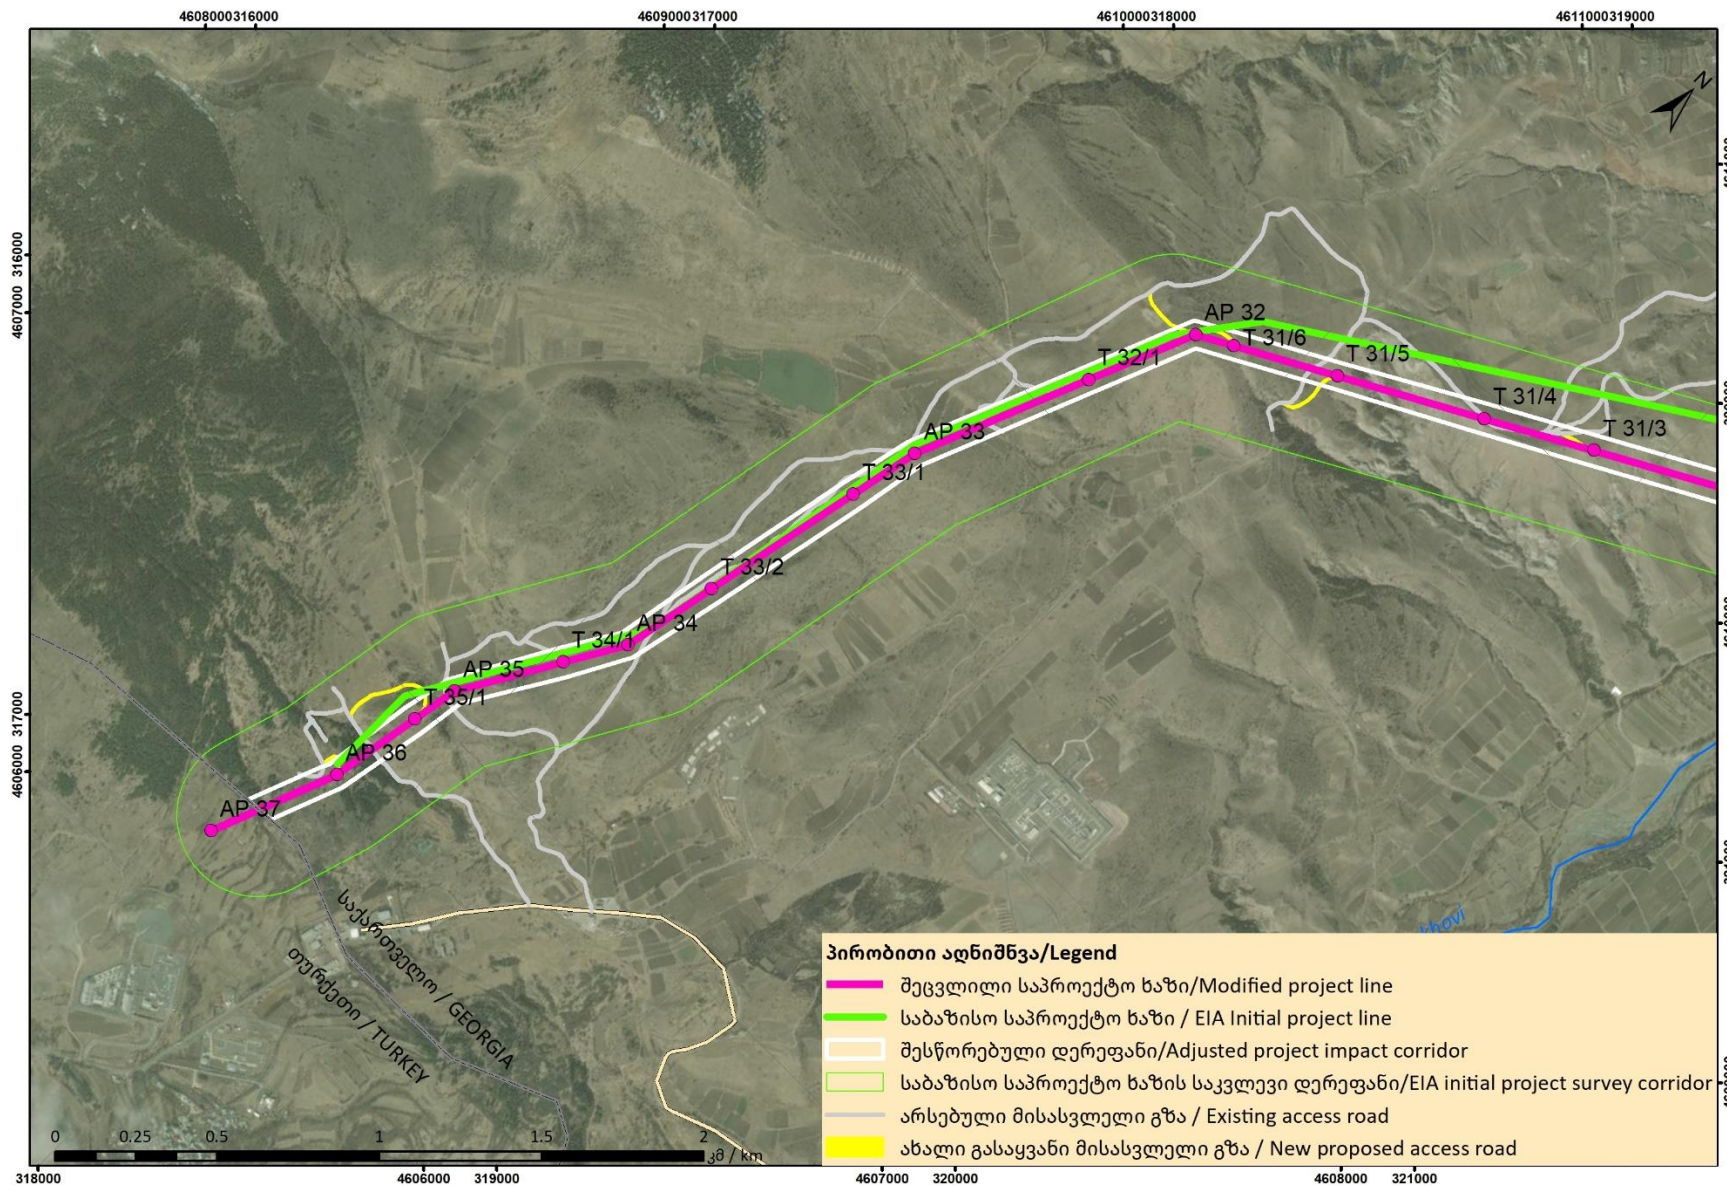 4608000316000 4609000317000 4610000318000 4611000319000
N
316000
4607000
317000
4606000
AP 32
T 31/6
T 32/1
T 31/5
T 31/4
T 31/3
AP 33
T 33/1
T 33/2
AP 34
T 34/1
AP 35
T 35/1
AP 36
AP 37
საქართველო / GEORGIA
თურქეთი / TURKEY
პირობითი აღნიშნვა/Legend
შეცვლილი საპროექტო ხაზი/Modified project line
საბაზისო საპროექტო ხაზი / EIA Initial project line
შესწორებული დერეფანი/Adjusted project impact corridor
საბაზისო საპროექტო ხაზის საკვლევი დერეფანი/EIA initial project survey corridor
არსებული მისასვლელი გზა / Existing access road
ახალი გასაყვანი მისასვლელი გზა / New proposed access road
0 0.25 0.5 1 1.5 2
კმ / km
318000 4606000 319000 4607000 320000 4608000 321000